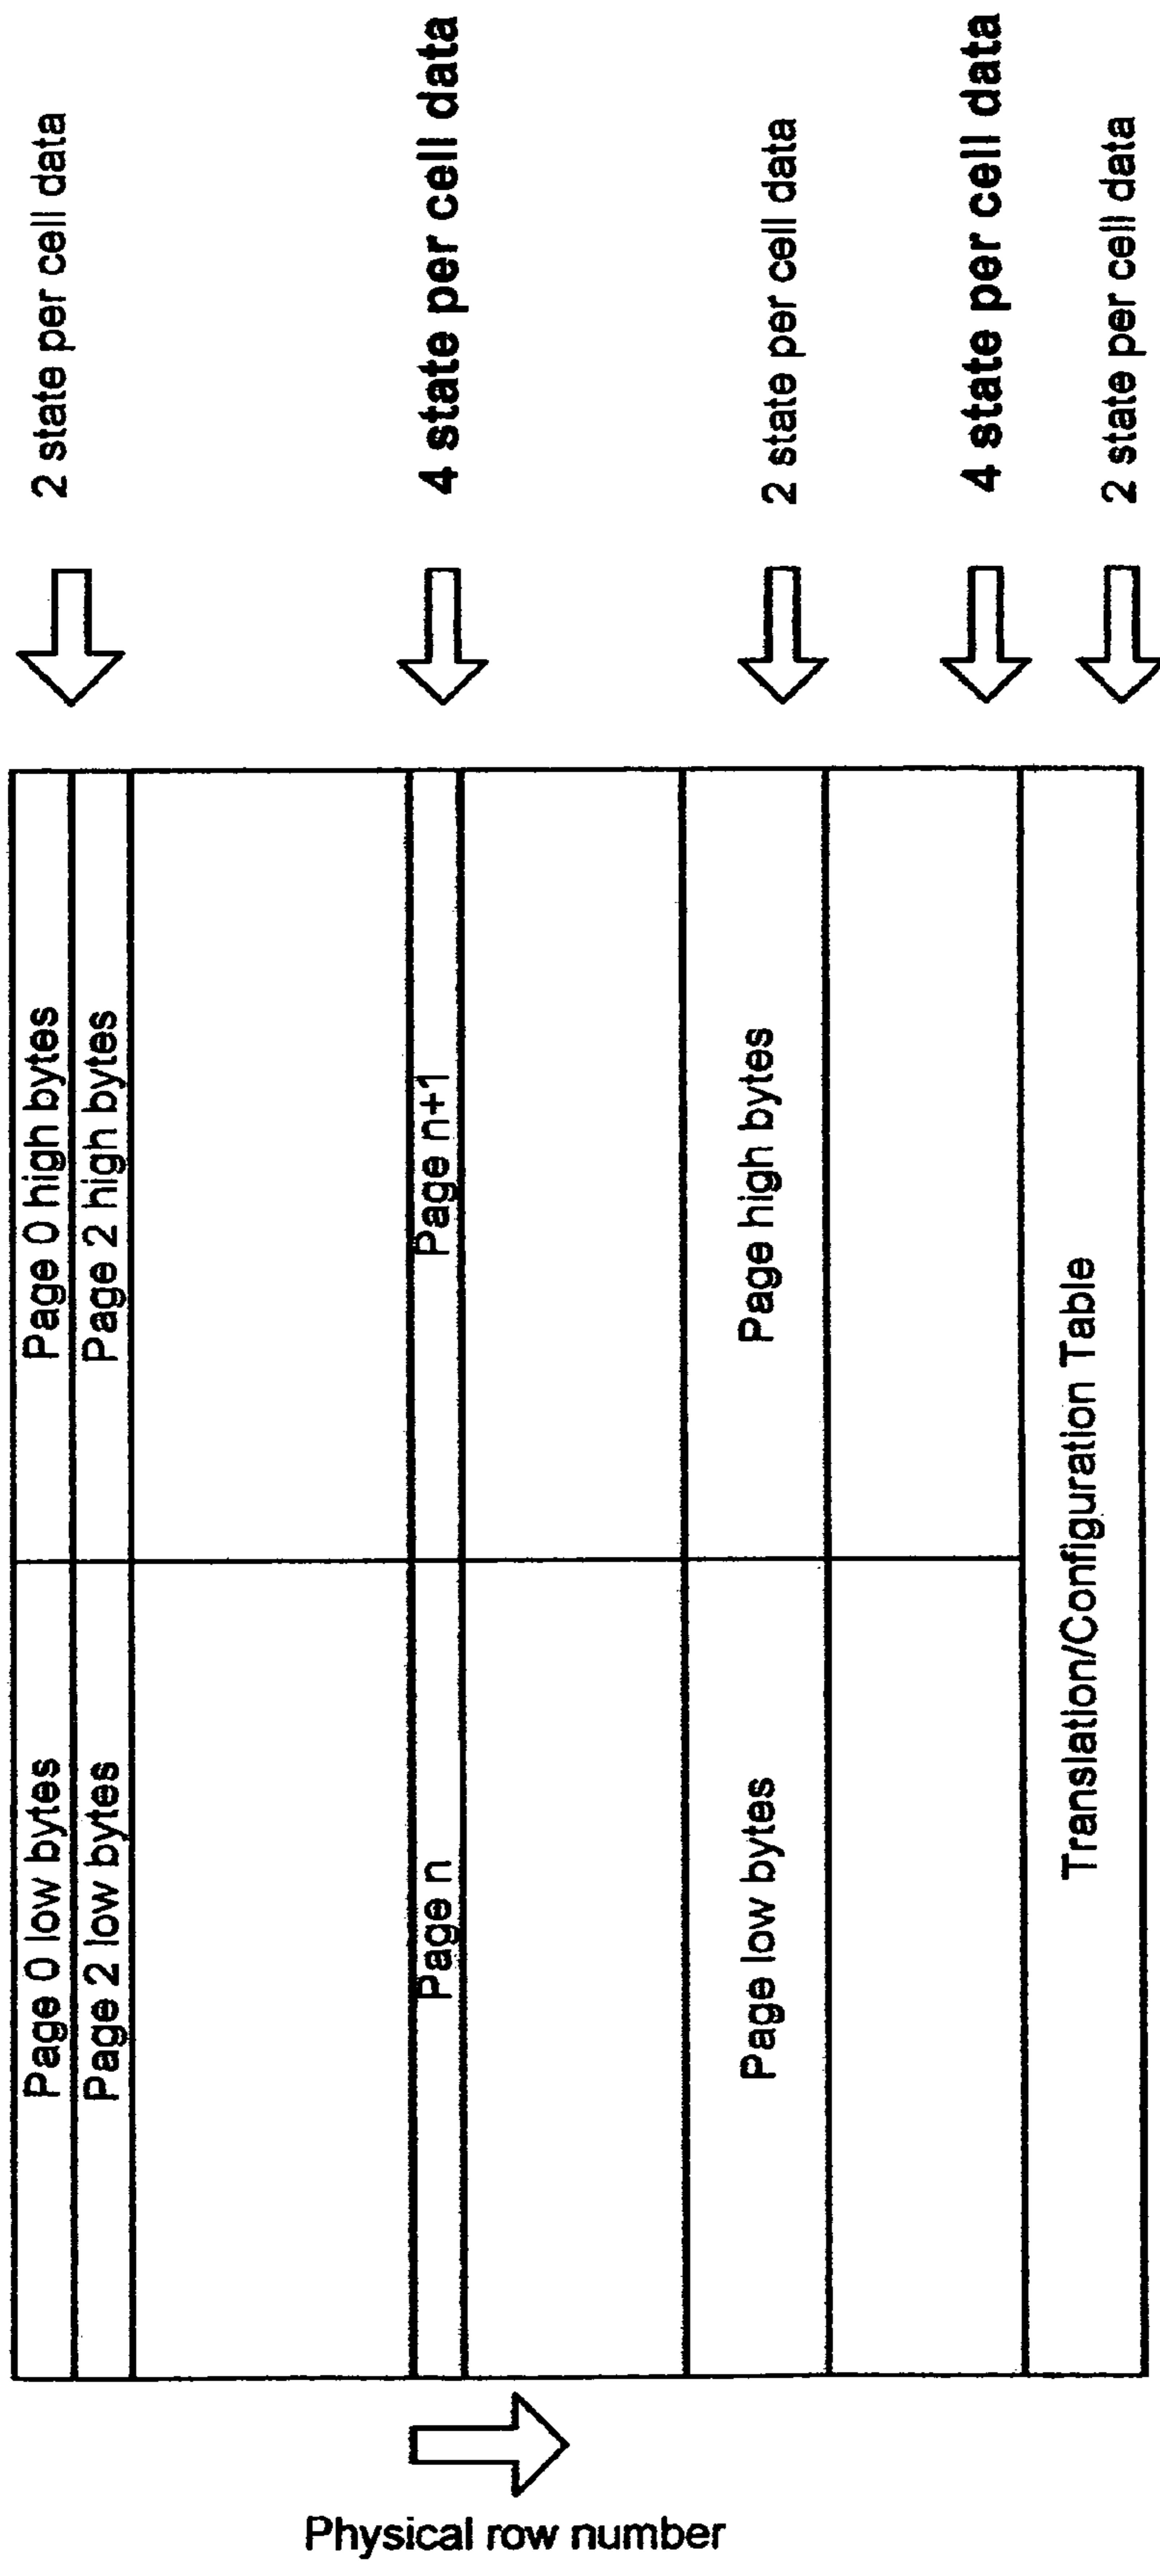 Page 0 low bytes
Page 0 high bytes
2 state per cell data
Page 2 low bytes
Page 2 high bytes
Page n
Page n+1
4 state per cell data
Page low bytes
Page high bytes
2 state per cell data
4 state per cell data
Translation/Configuration Table
2 state per cell data
Physical row number